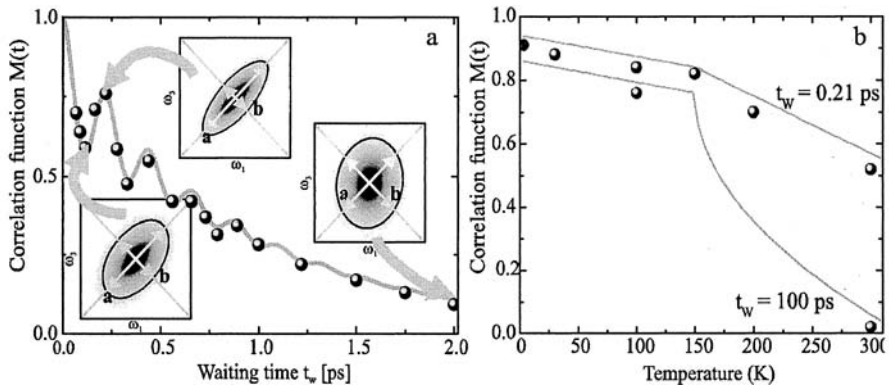 a
Correlation function M(t)
1.0
0.5
0.0
0.0
0.5
1.0
1.5
2.0
Waiting time t_w [ps]
ω₃
ω₁
a
b
ω₃
ω₁
a
b
ω₃
ω₁
a
b
b
Correlation function M(t)
1.0
0.8
0.6
0.4
0.2
0.0
0
50
100
150
200
250
300
Temperature (K)
t_w = 0.21 ps
t_w = 100 ps